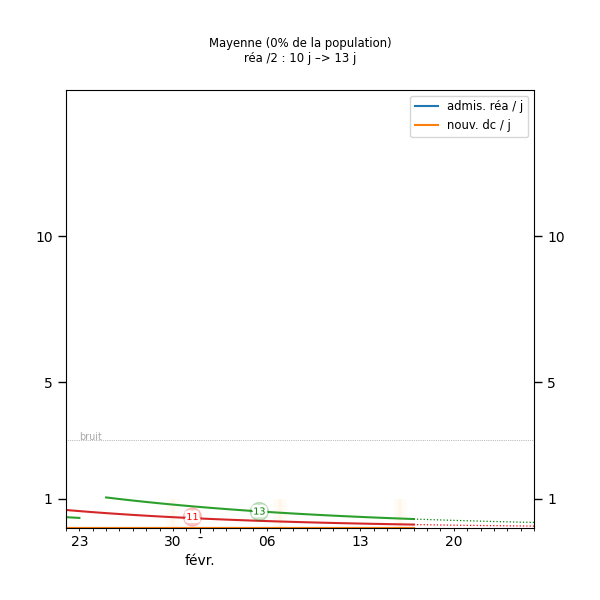 Mayenne (0% de la population)
réa /2 : 10 j −> 13 j
admis. réa / j
nouv. dc / j
10
10
5
5
bruit
1
1
11
13
23
30
-
06
13
20
févr.